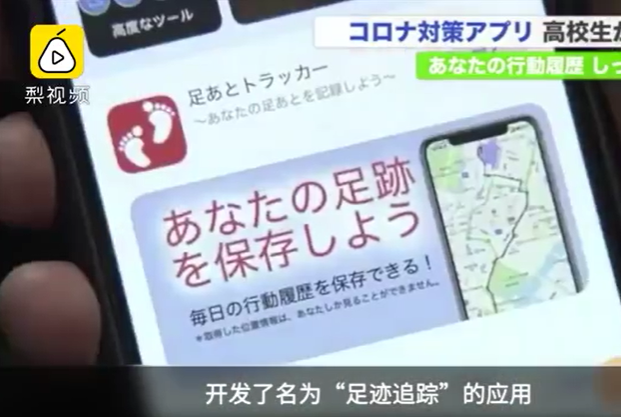 高度なツール
コロナ対策アプリ 高校生が
あなたの行動履歴 しっ
梨视频
足あとトラッカー
～あなたの足あとを記録しよう～
あなたの足跡
を保存しよう
毎日の行動履歴を保存できる！
＊取得した位置情報は、あなたしか見ることができません。
开发了名为“足迹追踪”的应用